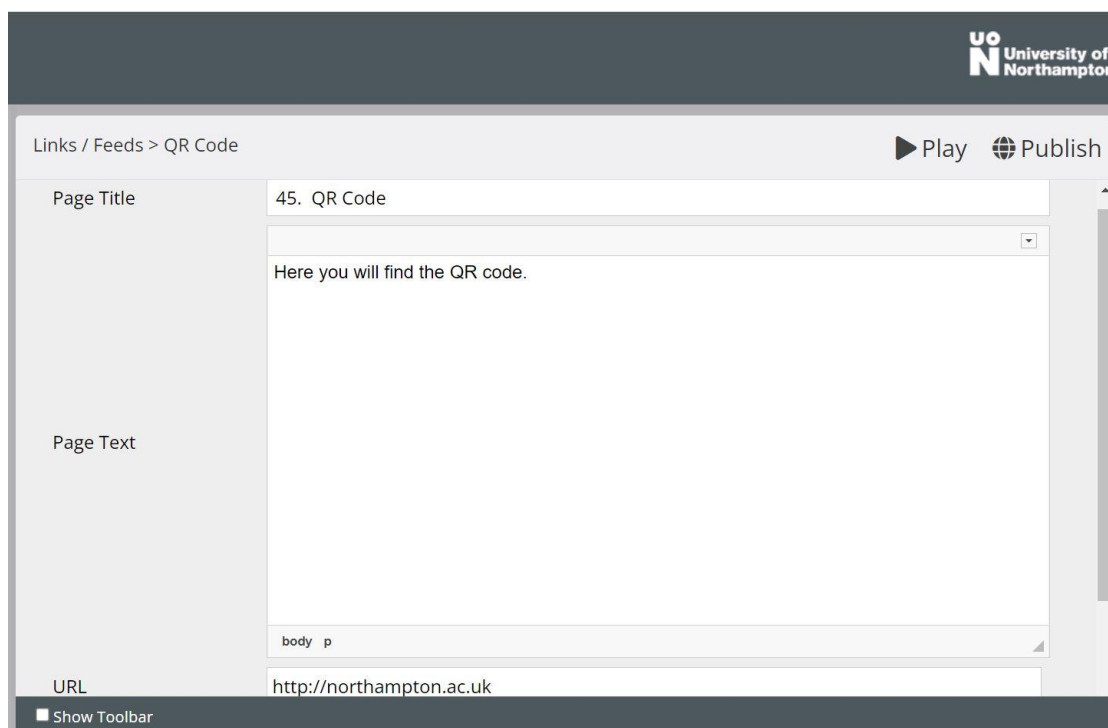 UON
University of
Northampton
Links / Feeds > QR Code
Play
Publish
Page Title
45. QR Code
Here you will find the QR code.
Page Text
body p
URL
http://northampton.ac.uk
Show Toolbar